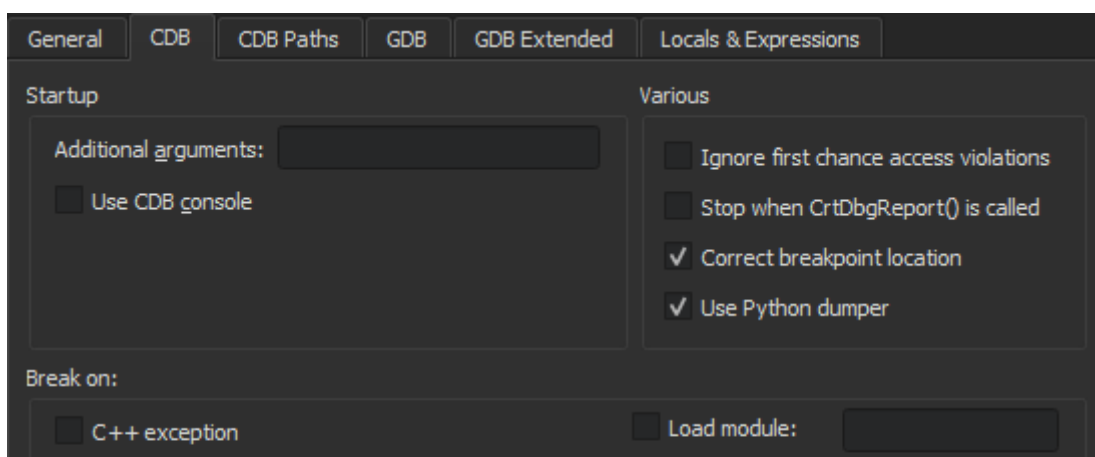 General CDB CDB Paths GDB GDB Extended Locals & Expressions
Startup
Additional arguments:
Use CDB console
Various
Ignore first chance access violations
Stop when CrtDbgReport() is called
Correct breakpoint location
Use Python dumper
Break on:
C++ exception
Load module: